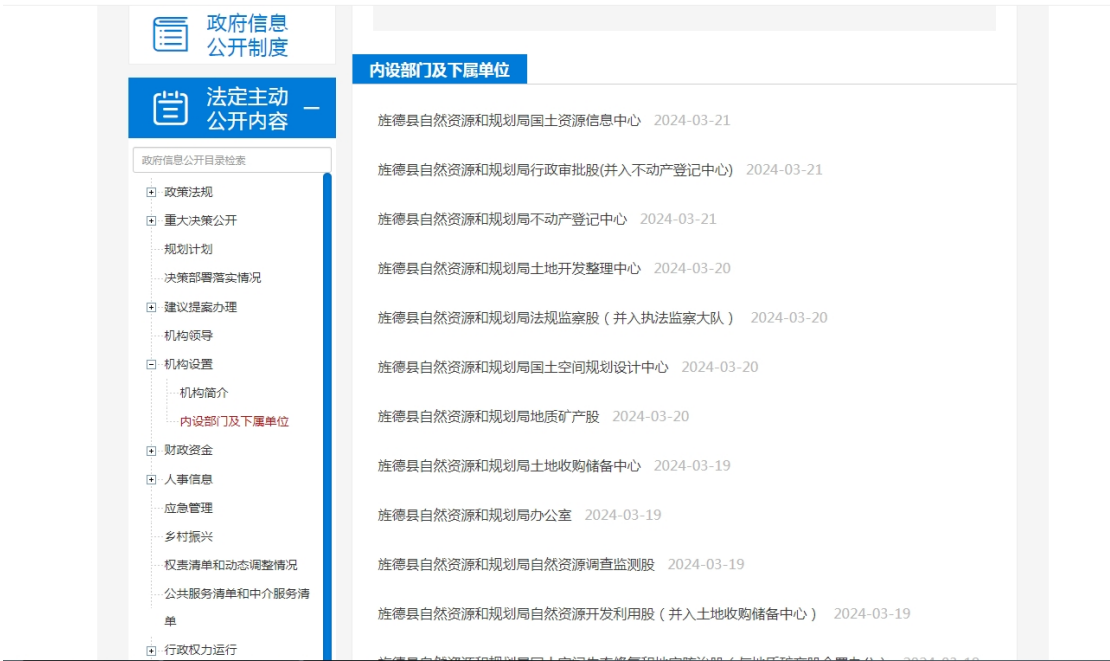 政府信息
公开制度
法定主动
公开内容
政府信息公开目录检索
政策法规
重大决策公开
规划计划
决策部署落实情况
建议提案办理
机构领导
机构设置
机构简介
内设部门及下属单位
财政资金
人事信息
应急管理
乡村振兴
权责清单和动态调整情况
公共服务清单和中介服务清
单
行政权力运行
内设部门及下属单位
旌德县自然资源和规划局国土资源信息中心 2024-03-21
旌德县自然资源和规划局行政审批股(并入不动产登记中心) 2024-03-21
旌德县自然资源和规划局不动产登记中心 2024-03-21
旌德县自然资源和规划局土地开发整理中心 2024-03-20
旌德县自然资源和规划局法规监察股（并入执法监察大队） 2024-03-20
旌德县自然资源和规划局国土空间规划设计中心 2024-03-20
旌德县自然资源和规划局地质矿产股 2024-03-20
旌德县自然资源和规划局土地收购储备中心 2024-03-19
旌德县自然资源和规划局办公室 2024-03-19
旌德县自然资源和规划局自然资源调查监测股 2024-03-19
旌德县自然资源和规划局自然资源开发利用股（并入土地收购储备中心） 2024-03-19